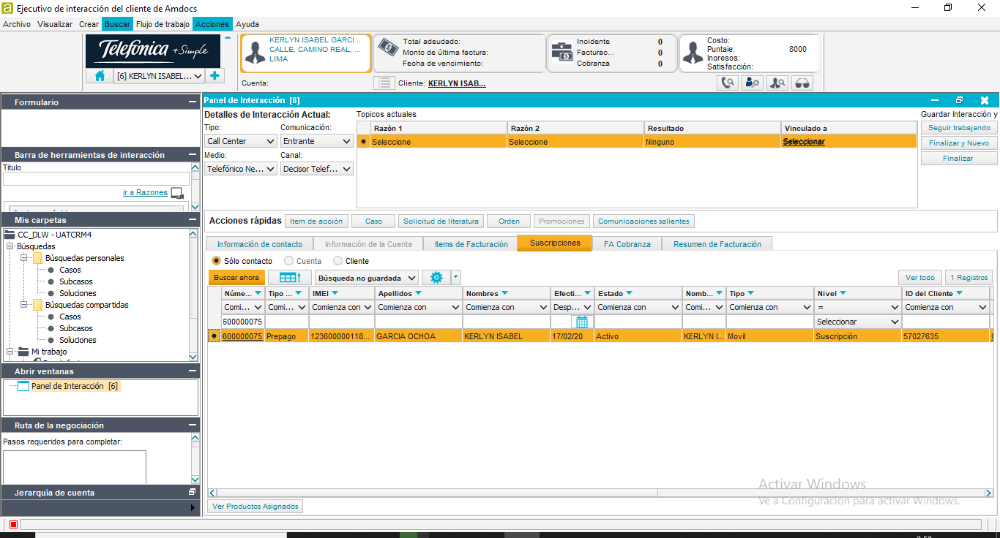 Ejecutivo de interacción del cliente de Amdocs
Archivo Visualizar Crear Buscar Flujo de trabajo Acciones Ayuda
Telefónica +Simple
[6] KERLYN ISABEL...
KERLYN ISABEL GARCI...
CALLE, CAMINO REAL, ...
LIMA
Cuenta:
Total adeudado:
Monto de última factura:
Fecha de vencimiento:
Cliente: KERLYN ISAB...
Incidente 0
Facturac... 0
Cobranza 0
Costo:
Puntaie: 8000
Inoresos:
Satisfacción:
Formulario
Barra de herramientas de interacción
Titulo
ir a Razones
Mis carpetas
CC_DLW - UATCRM4
Búsquedas
Búsquedas personales
Casos
Subcasos
Soluciones
Búsquedas compartidas
Casos
Subcasos
Soluciones
Mi trabajo
Abrir ventanas
Panel de Interacción [6]
Ruta de la negociación
Pasos requeridos para completar:
Jerarquía de cuenta
Panel de Interacción [6]
Detalles de Interacción Actual:
Tipo: Comunicación:
Call Center Entrante
Medio: Canal:
Telefónico Ne... Decisor Telef...
Topicos actuales
Razón 1 Razón 2 Resultado Vinculado a
Seleccione Seleccione Ninguno Seleccionar
Guardar Interacción y
Seguir trabajando
Finalizar y Nuevo
Finalizar
Acciones rápidas Item de acción Caso Solicitud de literatura Orden Promociones Comunicaciones salientes
Información de contacto Información de la Cuenta Items de Facturación Suscripciones FA Cobranza Resumen de Facturación
Sólo contacto Cuenta Cliente
Buscar ahora Búsqueda no guardada Ver todo 1 Registros
Núme... Tipo ... IMEI Apellidos Nombres Efecti... Estado Nomb... Tipo Nivel ID del Cliente
Comi... Comi... Comienza con Comienza con Comienza con Desp... Comienza con Comi... Comienza con = Comienza con
600000075 Seleccionar
600000075 Prepago 123600000118... GARCIA OCHOA KERLYN ISABEL 17/02/20 Activo KERLYN I... Movil Suscripción 57027635
Ver Productos Asignados
Activar Windows
Ve a Configuración para activar Windows.